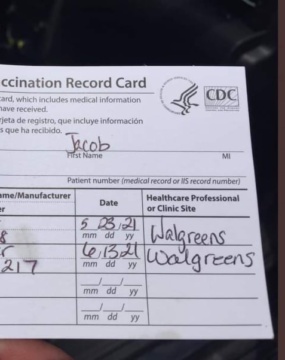 ccination Record Card
CDC
ard, which includes medical information
have received.
rjeta de registro, que incluye información
s que ha recibido.
Jacob
First Name MI
Patient number (medical record or IIS record number)
ame/Manufacturer Date Healthcare Professional
er or Clinic Site
8 5 23 21 Walgreens
mm dd yy
r 6,13,21 Walgreens
217 mm dd yy
mm dd yy
mm dd yy